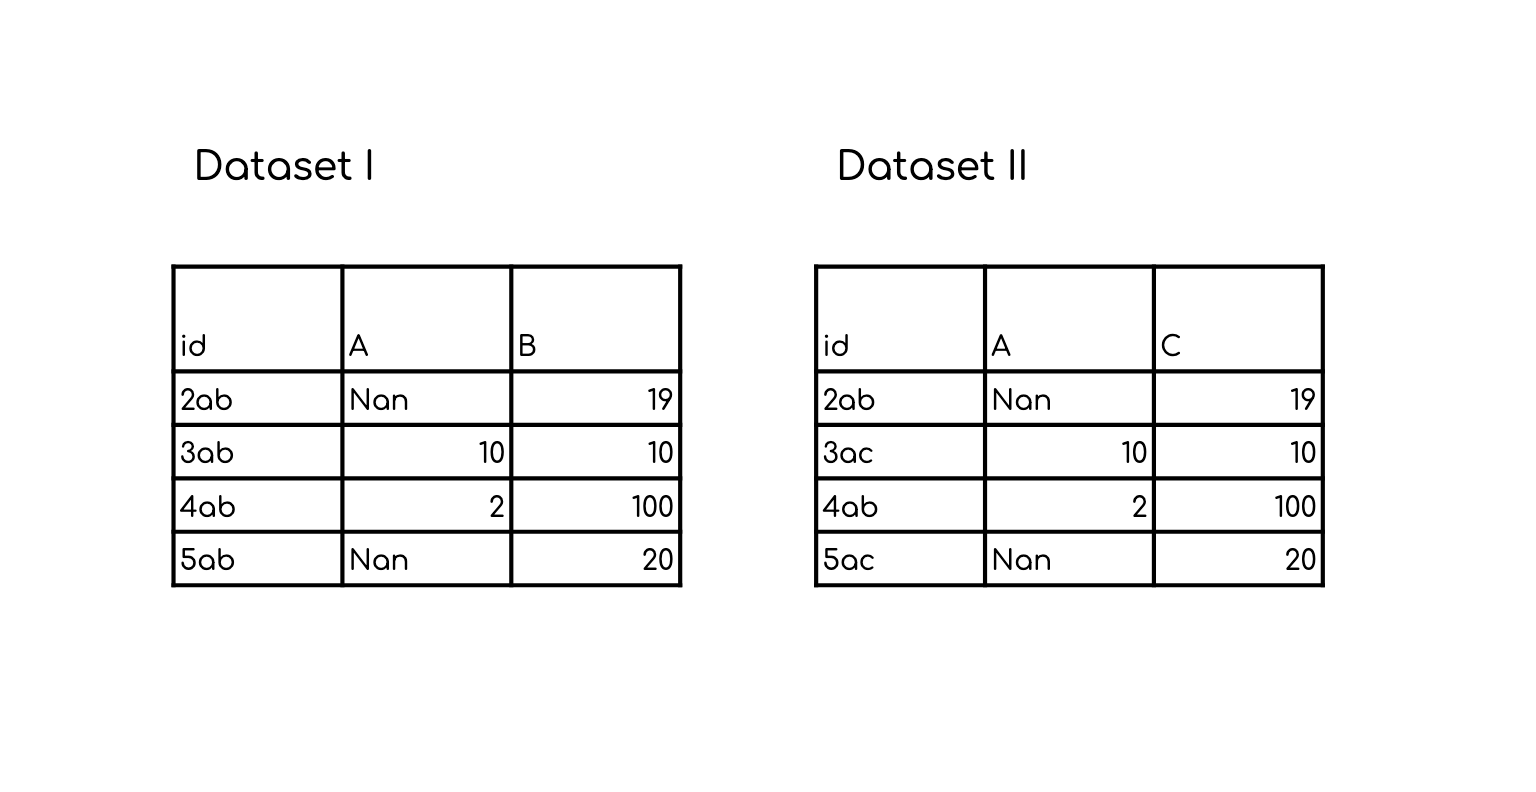 Dataset I
id A B
2ab Nan 19
3ab 10 10
4ab 2 100
5ab Nan 20
Dataset II
id A C
2ab Nan 19
3ac 10 10
4ab 2 100
5ac Nan 20